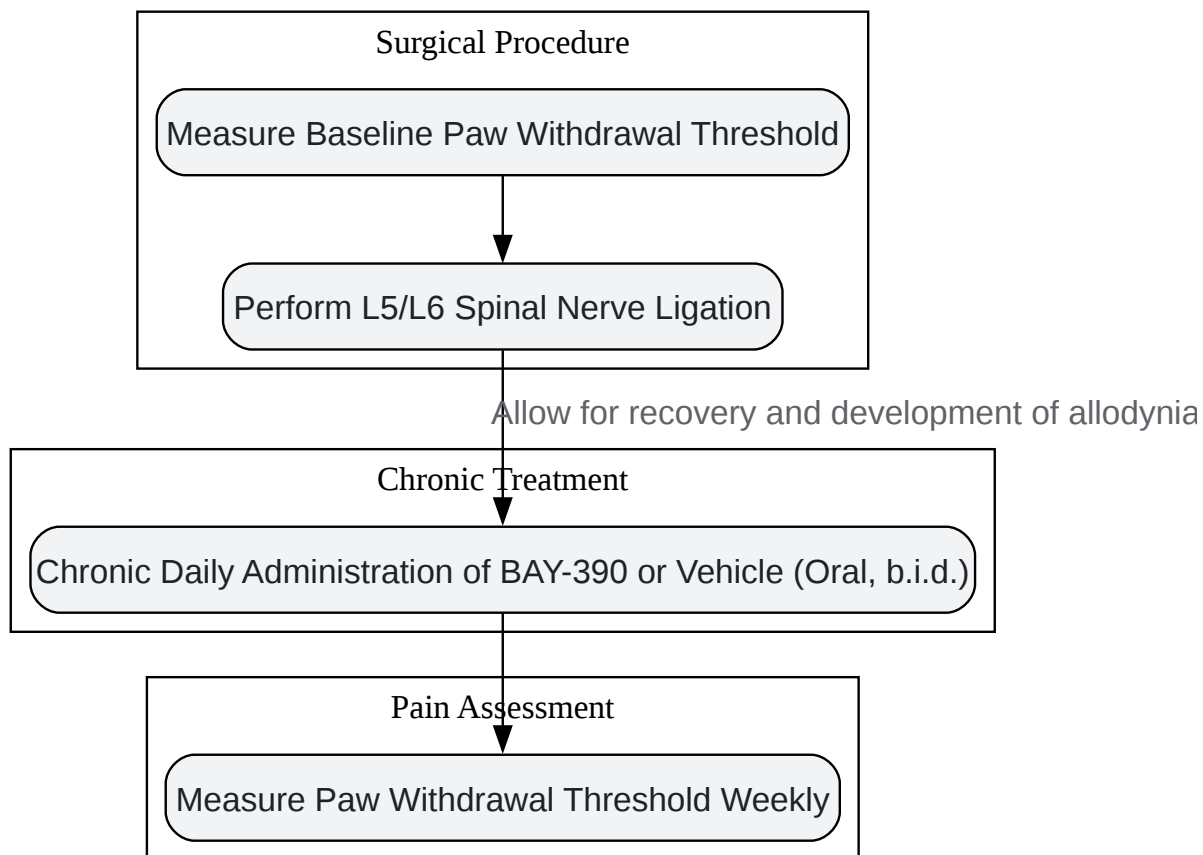 Surgical Procedure
Measure Baseline Paw Withdrawal Threshold
Perform L5/L6 Spinal Nerve Ligation
Allow for recovery and development of allodynia
Chronic Treatment
Chronic Daily Administration of BAY-390 or Vehicle (Oral, b.i.d.)
Pain Assessment
Measure Paw Withdrawal Threshold Weekly